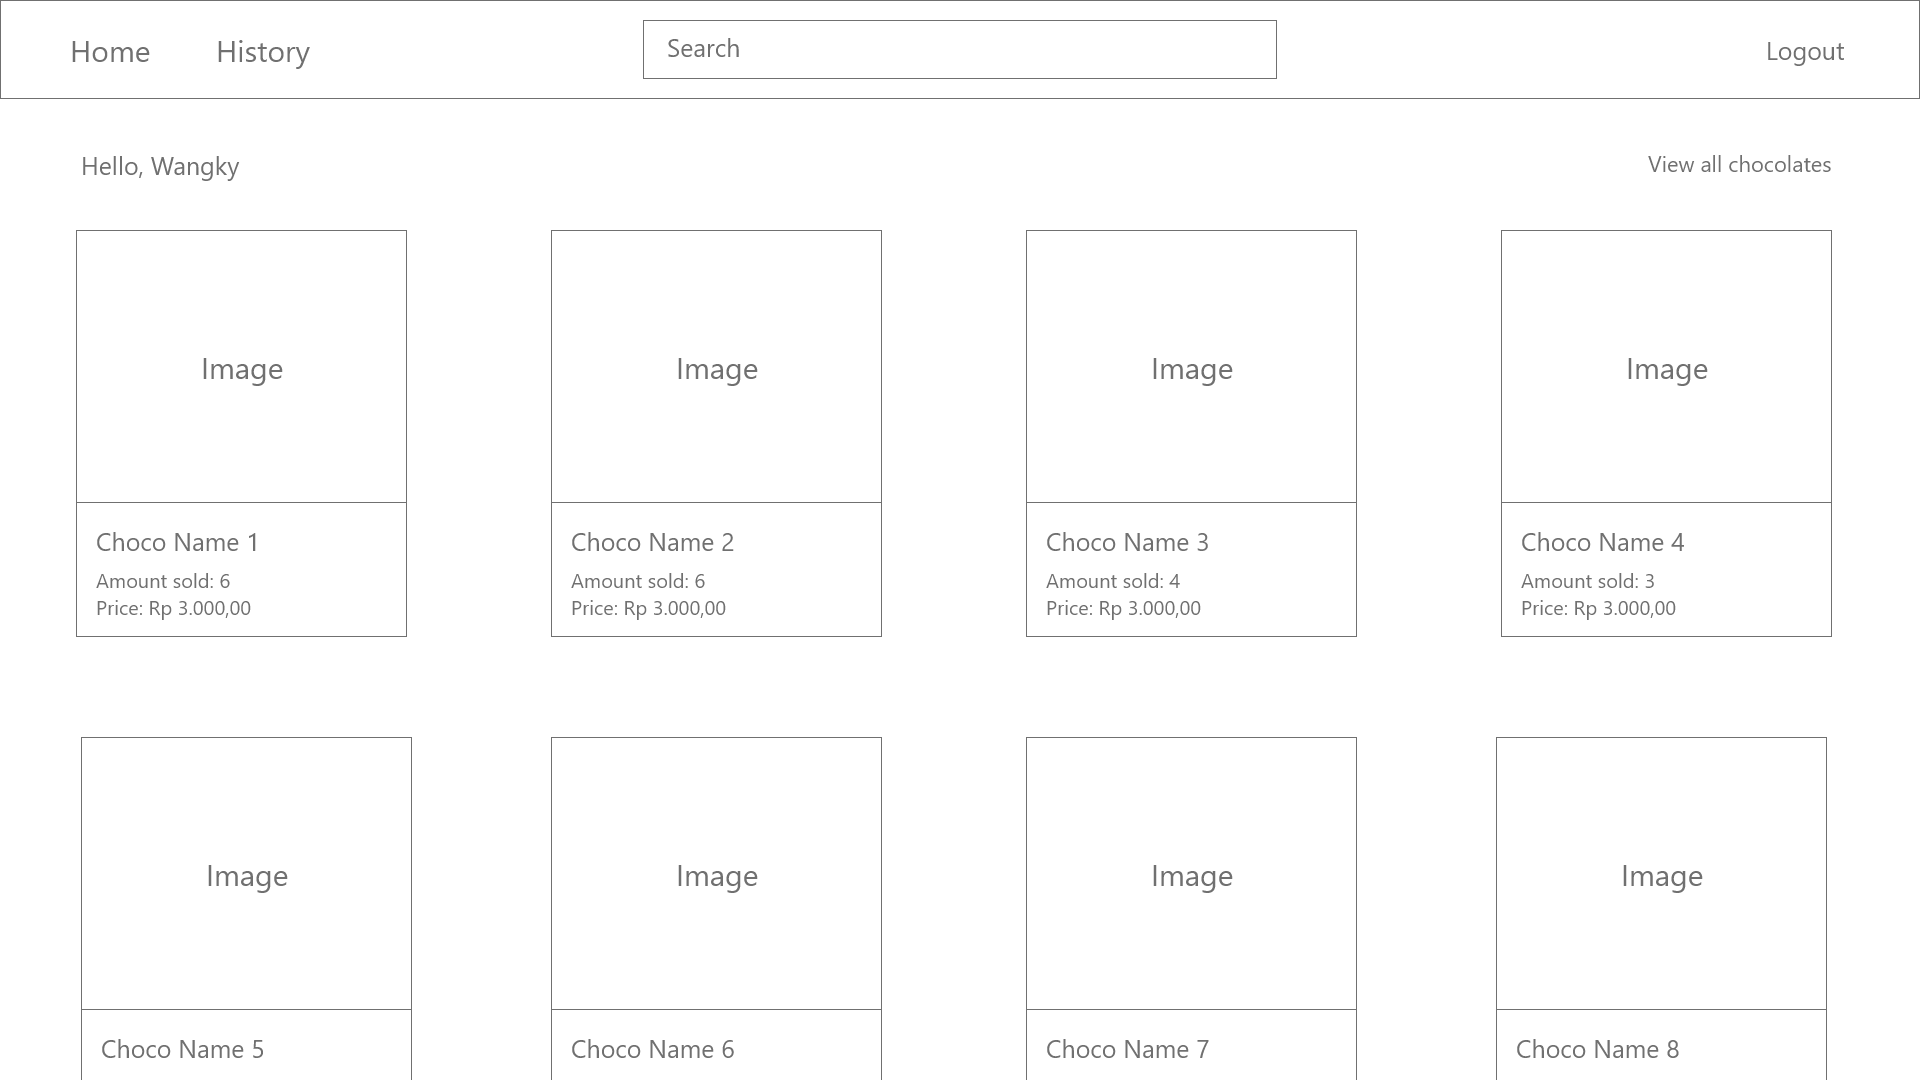 Home History Search Logout
Hello, Wangky View all chocolates
Image Image Image Image
Choco Name 1 Choco Name 2 Choco Name 3 Choco Name 4
Amount sold: 6 Amount sold: 6 Amount sold: 4 Amount sold: 3
Price: Rp 3.000,00 Price: Rp 3.000,00 Price: Rp 3.000,00 Price: Rp 3.000,00
Image Image Image Image
Choco Name 5 Choco Name 6 Choco Name 7 Choco Name 8